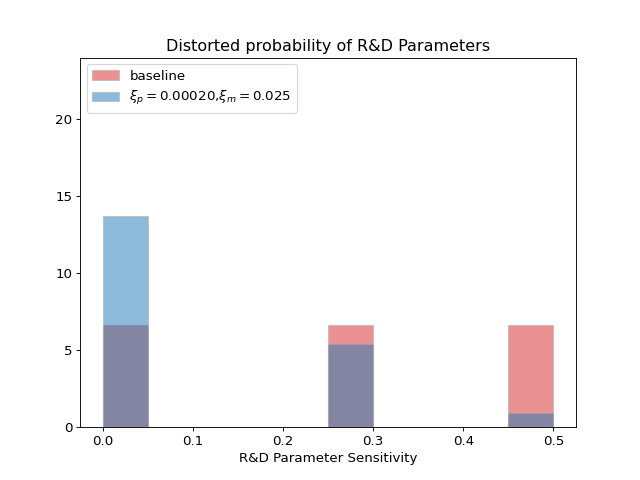 Distorted probability of R&D Parameters
baseline
ξp = 0.00020,ξm = 0.025
20
15
10
5
0
0.0 0.1 0.2 0.3 0.4 0.5
R&D Parameter Sensitivity